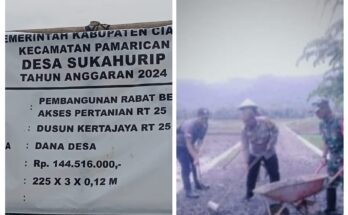 PEMERINTAH KABUPATEN CIA
KECAMATAN PAMARICAN
DESA SUKAHURIP
TAHUN ANGGARAN 2024
: PEMBANGUNAN RABAT BE
AKSES PERTANIAN RT 25
: DUSUN KERTAJAYA RT 25
A : DANA DESA
: Rp. 144.516.000,-
: 225 X 3 X 0,12 M
: